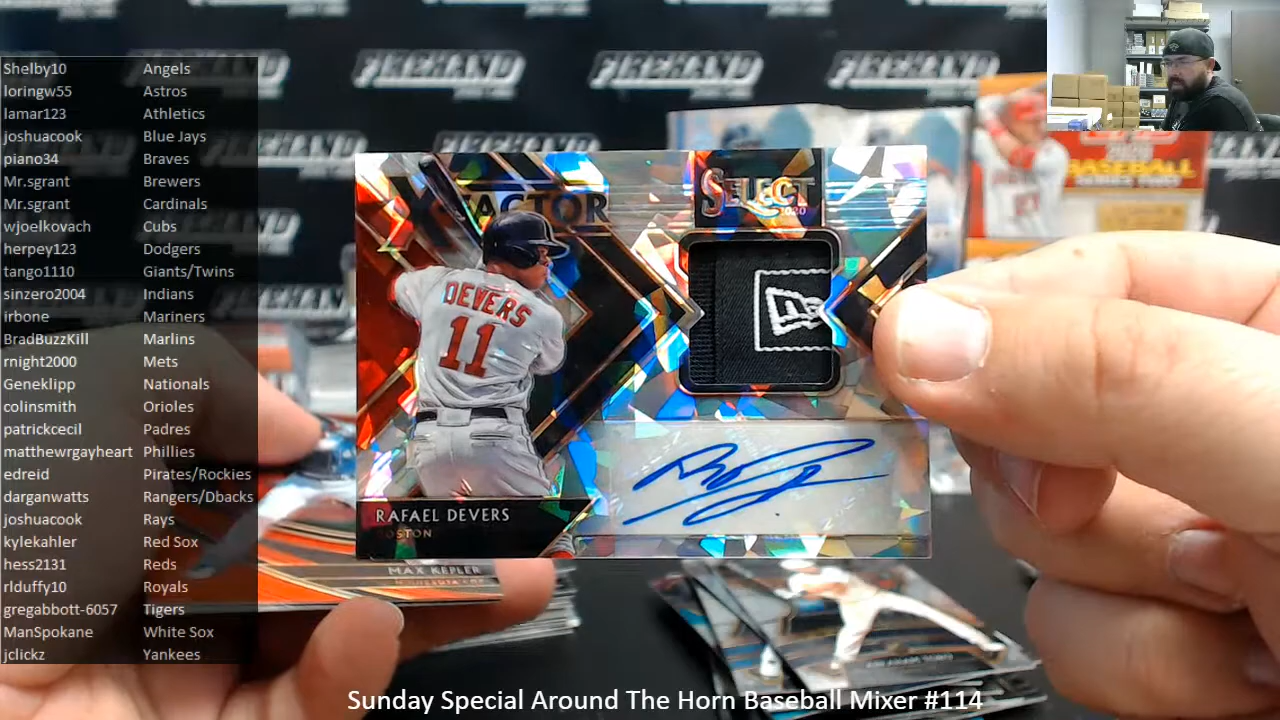 Shelby10 Angels
loringw55 Astros
lamar123 Athletics
joshuacook Blue Jays
piano34 Braves
Mr.sgrant Brewers
Mr.sgrant Cardinals
wjoelkovach Cubs
herpey123 Dodgers
tango1110 Giants/Twins
sinzero2004 Indians
irbone Mariners
BradBuzzKill Marlins
rnight2000 Mets
Geneklipp Nationals
colinsmith Orioles
patrickcecil Padres
matthewrgayheart Phillies
edreid Pirates/Rockies
darganwatts Rangers/Dbacks
joshuacook Rays
kylekahler Red Sox
hess2131 Reds
rlduffy10 Royals
gregabbott-6057 Tigers
ManSpokane White Sox
jclickz Yankees
FIREHAND FIREHAND FIREHAND
X FACTOR
SELECT
2020
DEVERS
11
RAFAEL DEVERS
BOSTON
MAX KEPLER
BASEBALL
Sunday Special Around The Horn Baseball Mixer #114